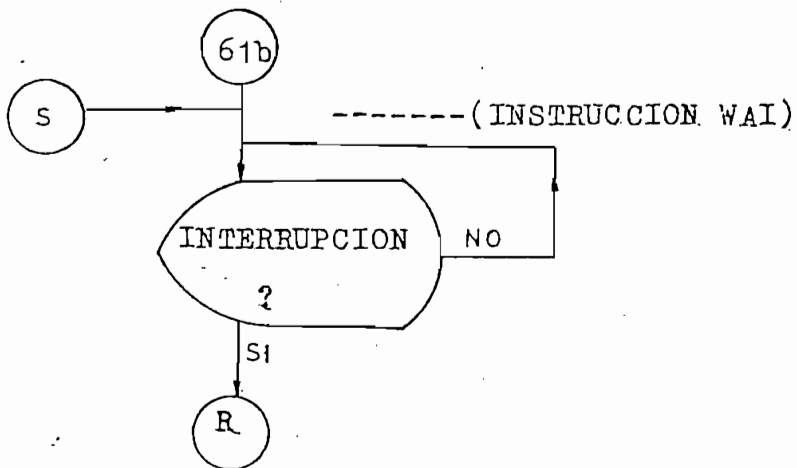 61b
S
-------(INSTRUCCION WAI)
INTERRUPCION
NO
?
SI
R